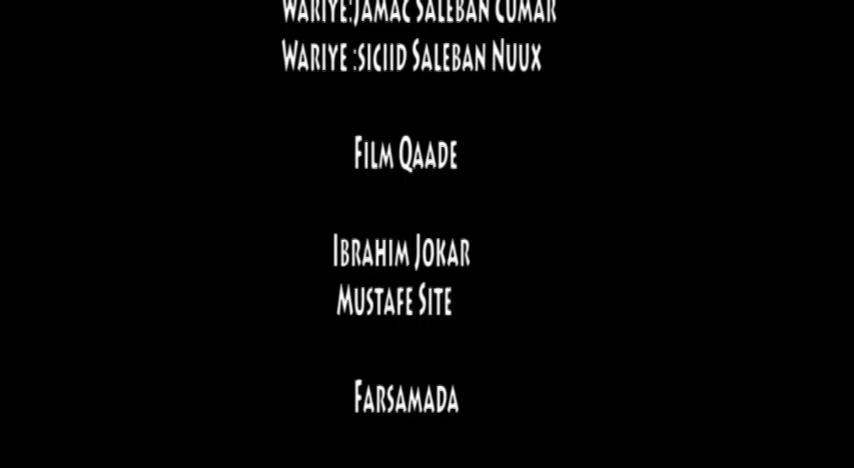 Wariye:Jamac Saleban Cumar
Wariye :siciid Saleban Nuux
Film Qaade
Ibrahim Jokar
Mustafe Site
Farsamada